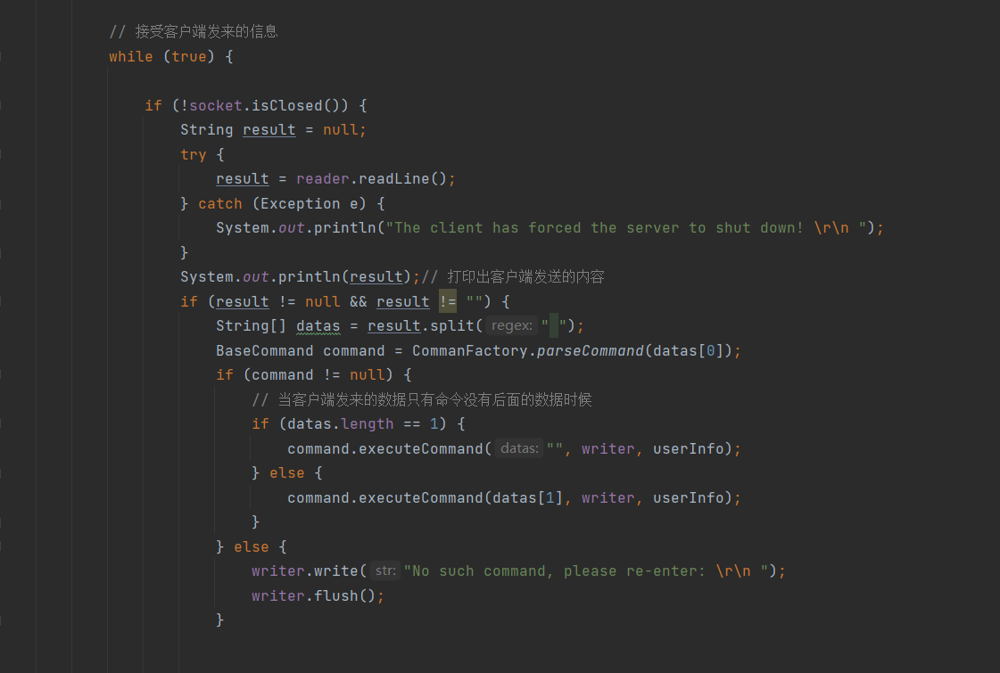 // 接受客户端发来的信息
while (true) {
if (!socket.isClosed()) {
String result = null;
try {
result = reader.readLine();
} catch (Exception e) {
System.out.println("The client has forced the server to shut down! \r\n ");
}
System.out.println(result);// 打印出客户端发送的内容
if (result != null && result != "") {
String[] datas = result.split( regex: " ");
BaseCommand command = CommanFactory.parseCommand(datas[0]);
if (command != null) {
// 当客户端发来的数据只有命令没有后面的数据时候
if (datas.length == 1) {
command.executeCommand( datas: "", writer, userInfo);
} else {
command.executeCommand(datas[1], writer, userInfo);
}
} else {
writer.write( str: "No such command, please re-enter: \r\n ");
writer.flush();
}